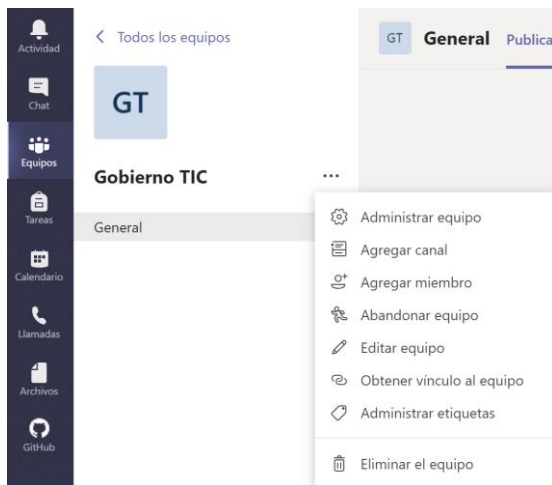 Actividad
Chat
Equipos
Tareas
Calendario
Llamadas
Archivos
GitHub
Todos los equipos
GT
Gobierno TIC
...
General
GT General Publica
Administrar equipo
Agregar canal
Agregar miembro
Abandonar equipo
Editar equipo
Obtener vínculo al equipo
Administrar etiquetas
Eliminar el equipo